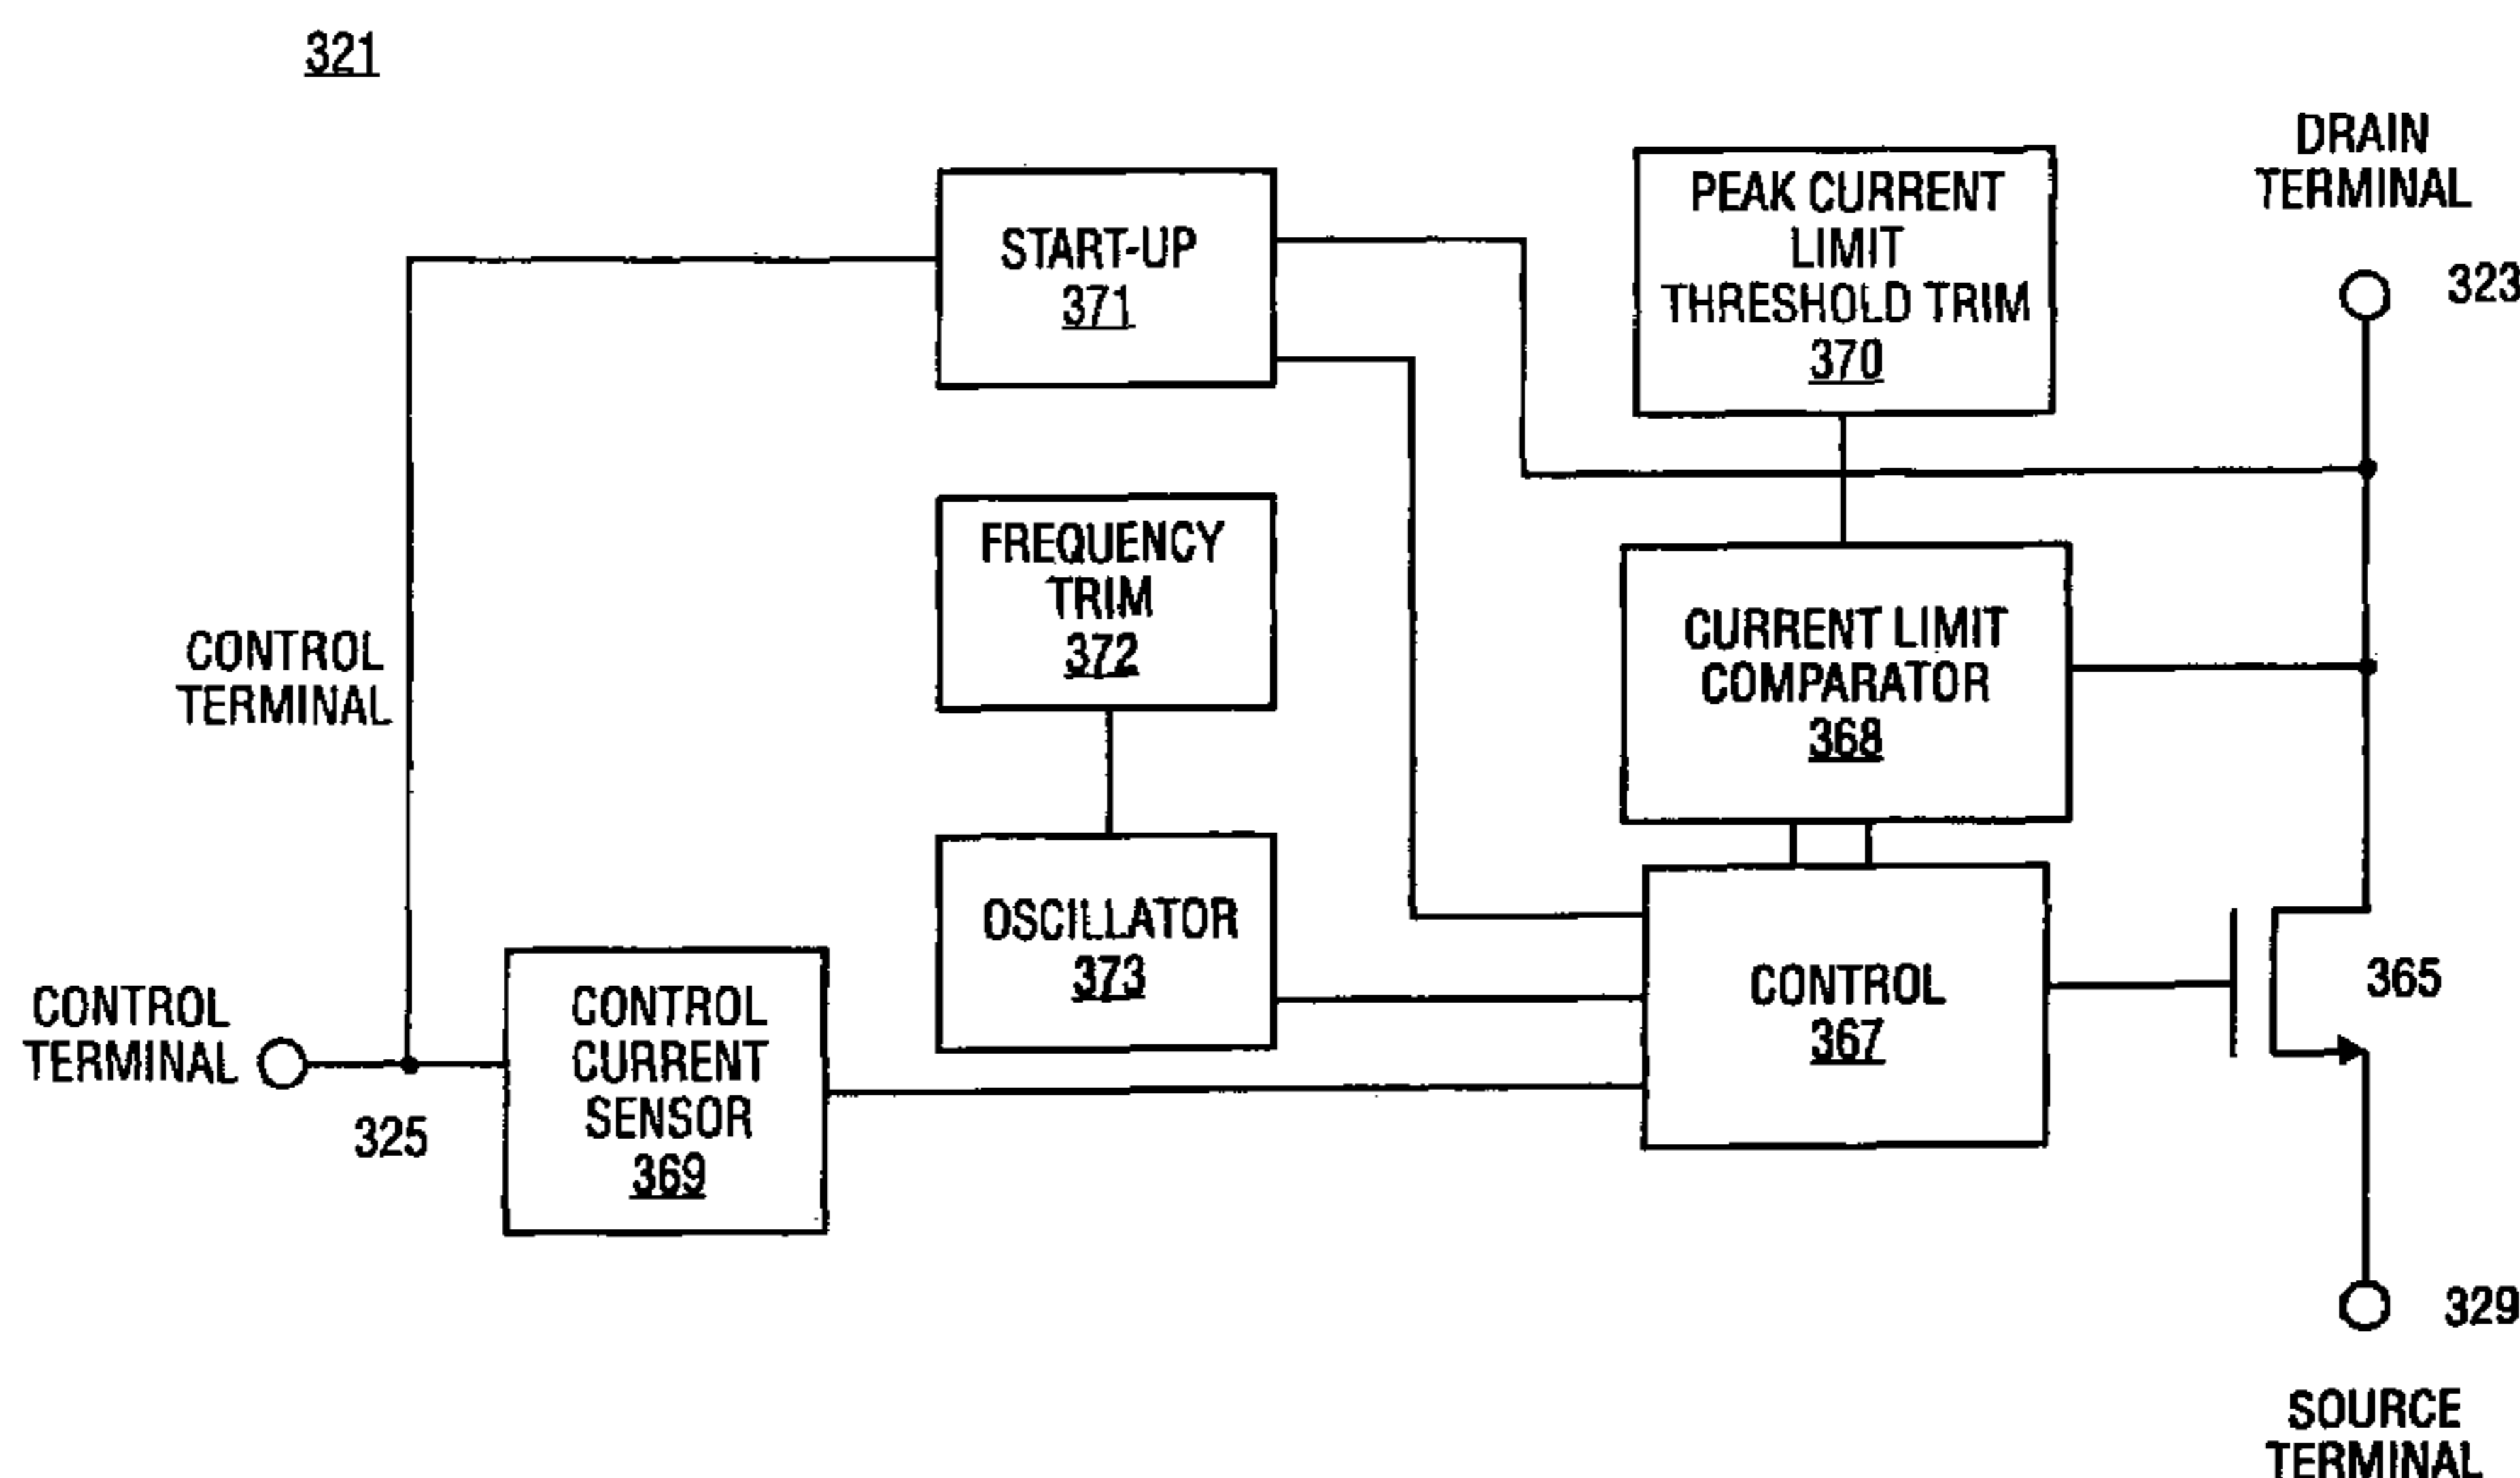 321
DRAIN
TERMINAL
323
START-UP
371
PEAK CURRENT
LIMIT
THRESHOLD TRIM
370
FREQUENCY
TRIM
372
CURRENT LIMIT
COMPARATOR
368
CONTROL
TERMINAL
OSCILLATOR
373
CONTROL
TERMINAL
325
CONTROL
CURRENT
SENSOR
369
CONTROL
367
365
329
SOURCE
TERMINAL